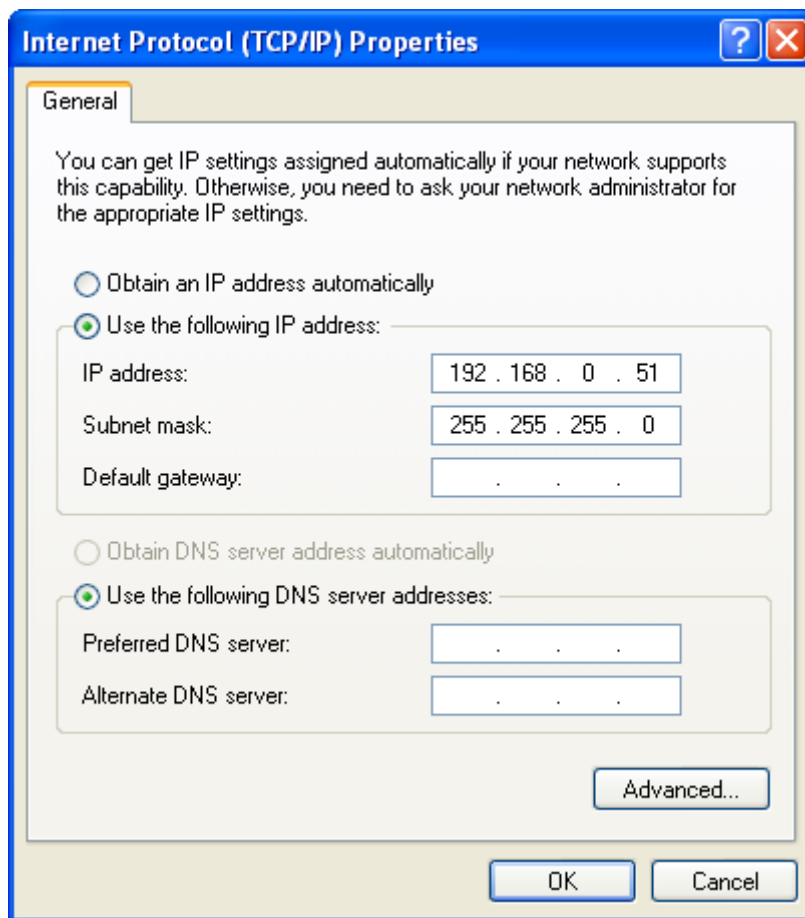 Internet Protocol (TCP/IP) Properties
General
You can get IP settings assigned automatically if your network supports
this capability. Otherwise, you need to ask your network administrator for
the appropriate IP settings.
Obtain an IP address automatically
Use the following IP address:
IP address: 192 . 168 . 0 . 51
Subnet mask: 255 . 255 . 255 . 0
Default gateway: . . .
Obtain DNS server address automatically
Use the following DNS server addresses:
Preferred DNS server: . . .
Alternate DNS server: . . .
Advanced...
OK Cancel